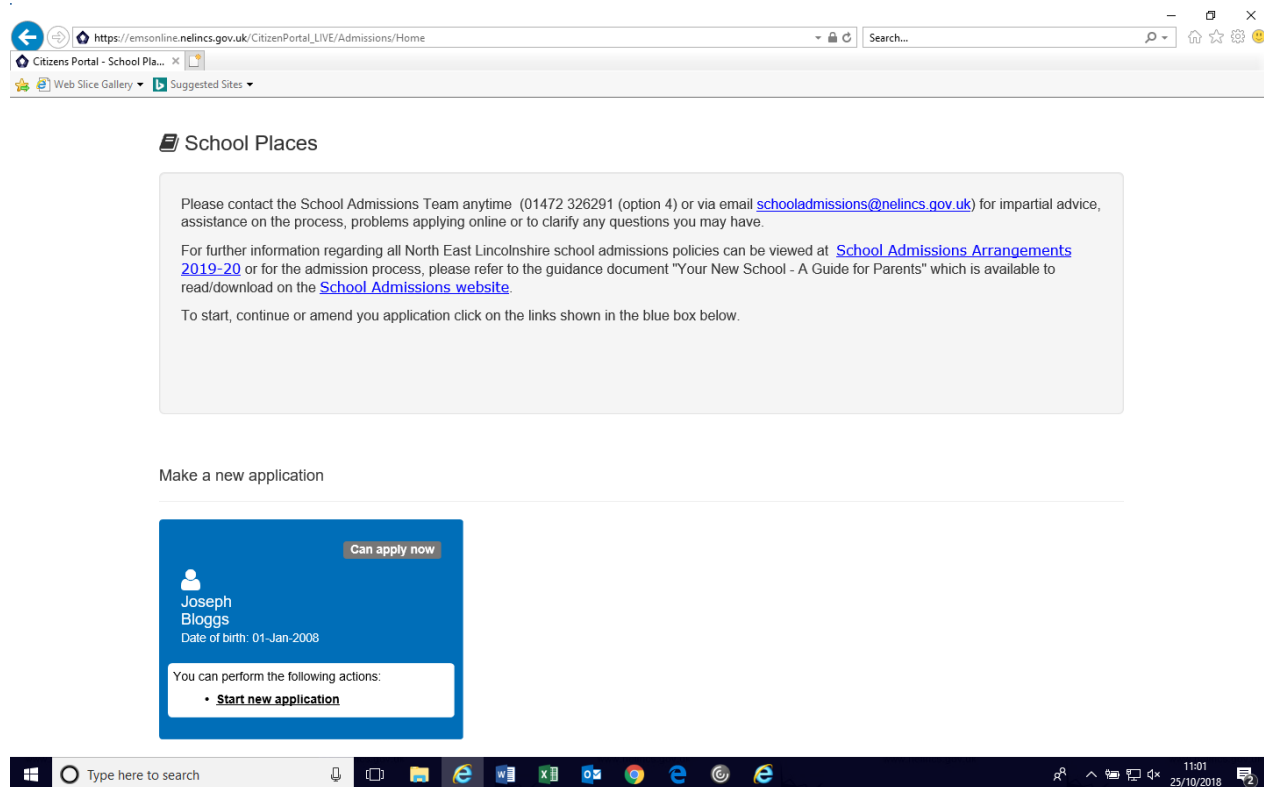 https://emsonline.nelincs.gov.uk/CitizenPortal_LIVE/Admissions/Home
Search...
Citizens Portal - School Pla...
Web Slice Gallery
Suggested Sites
School Places
Please contact the School Admissions Team anytime (01472 326291 (option 4) or via email schooladmissions@nelincs.gov.uk) for impartial advice,
assistance on the process, problems applying online or to clarify any questions you may have.
For further information regarding all North East Lincolnshire school admissions policies can be viewed at School Admissions Arrangements
2019-20 or for the admission process, please refer to the guidance document "Your New School - A Guide for Parents" which is available to
read/download on the School Admissions website.
To start, continue or amend you application click on the links shown in the blue box below.
Make a new application
Can apply now
Joseph
Bloggs
Date of birth: 01-Jan-2008
You can perform the following actions:
• Start new application
Type here to search
11:01
25/10/2018
2